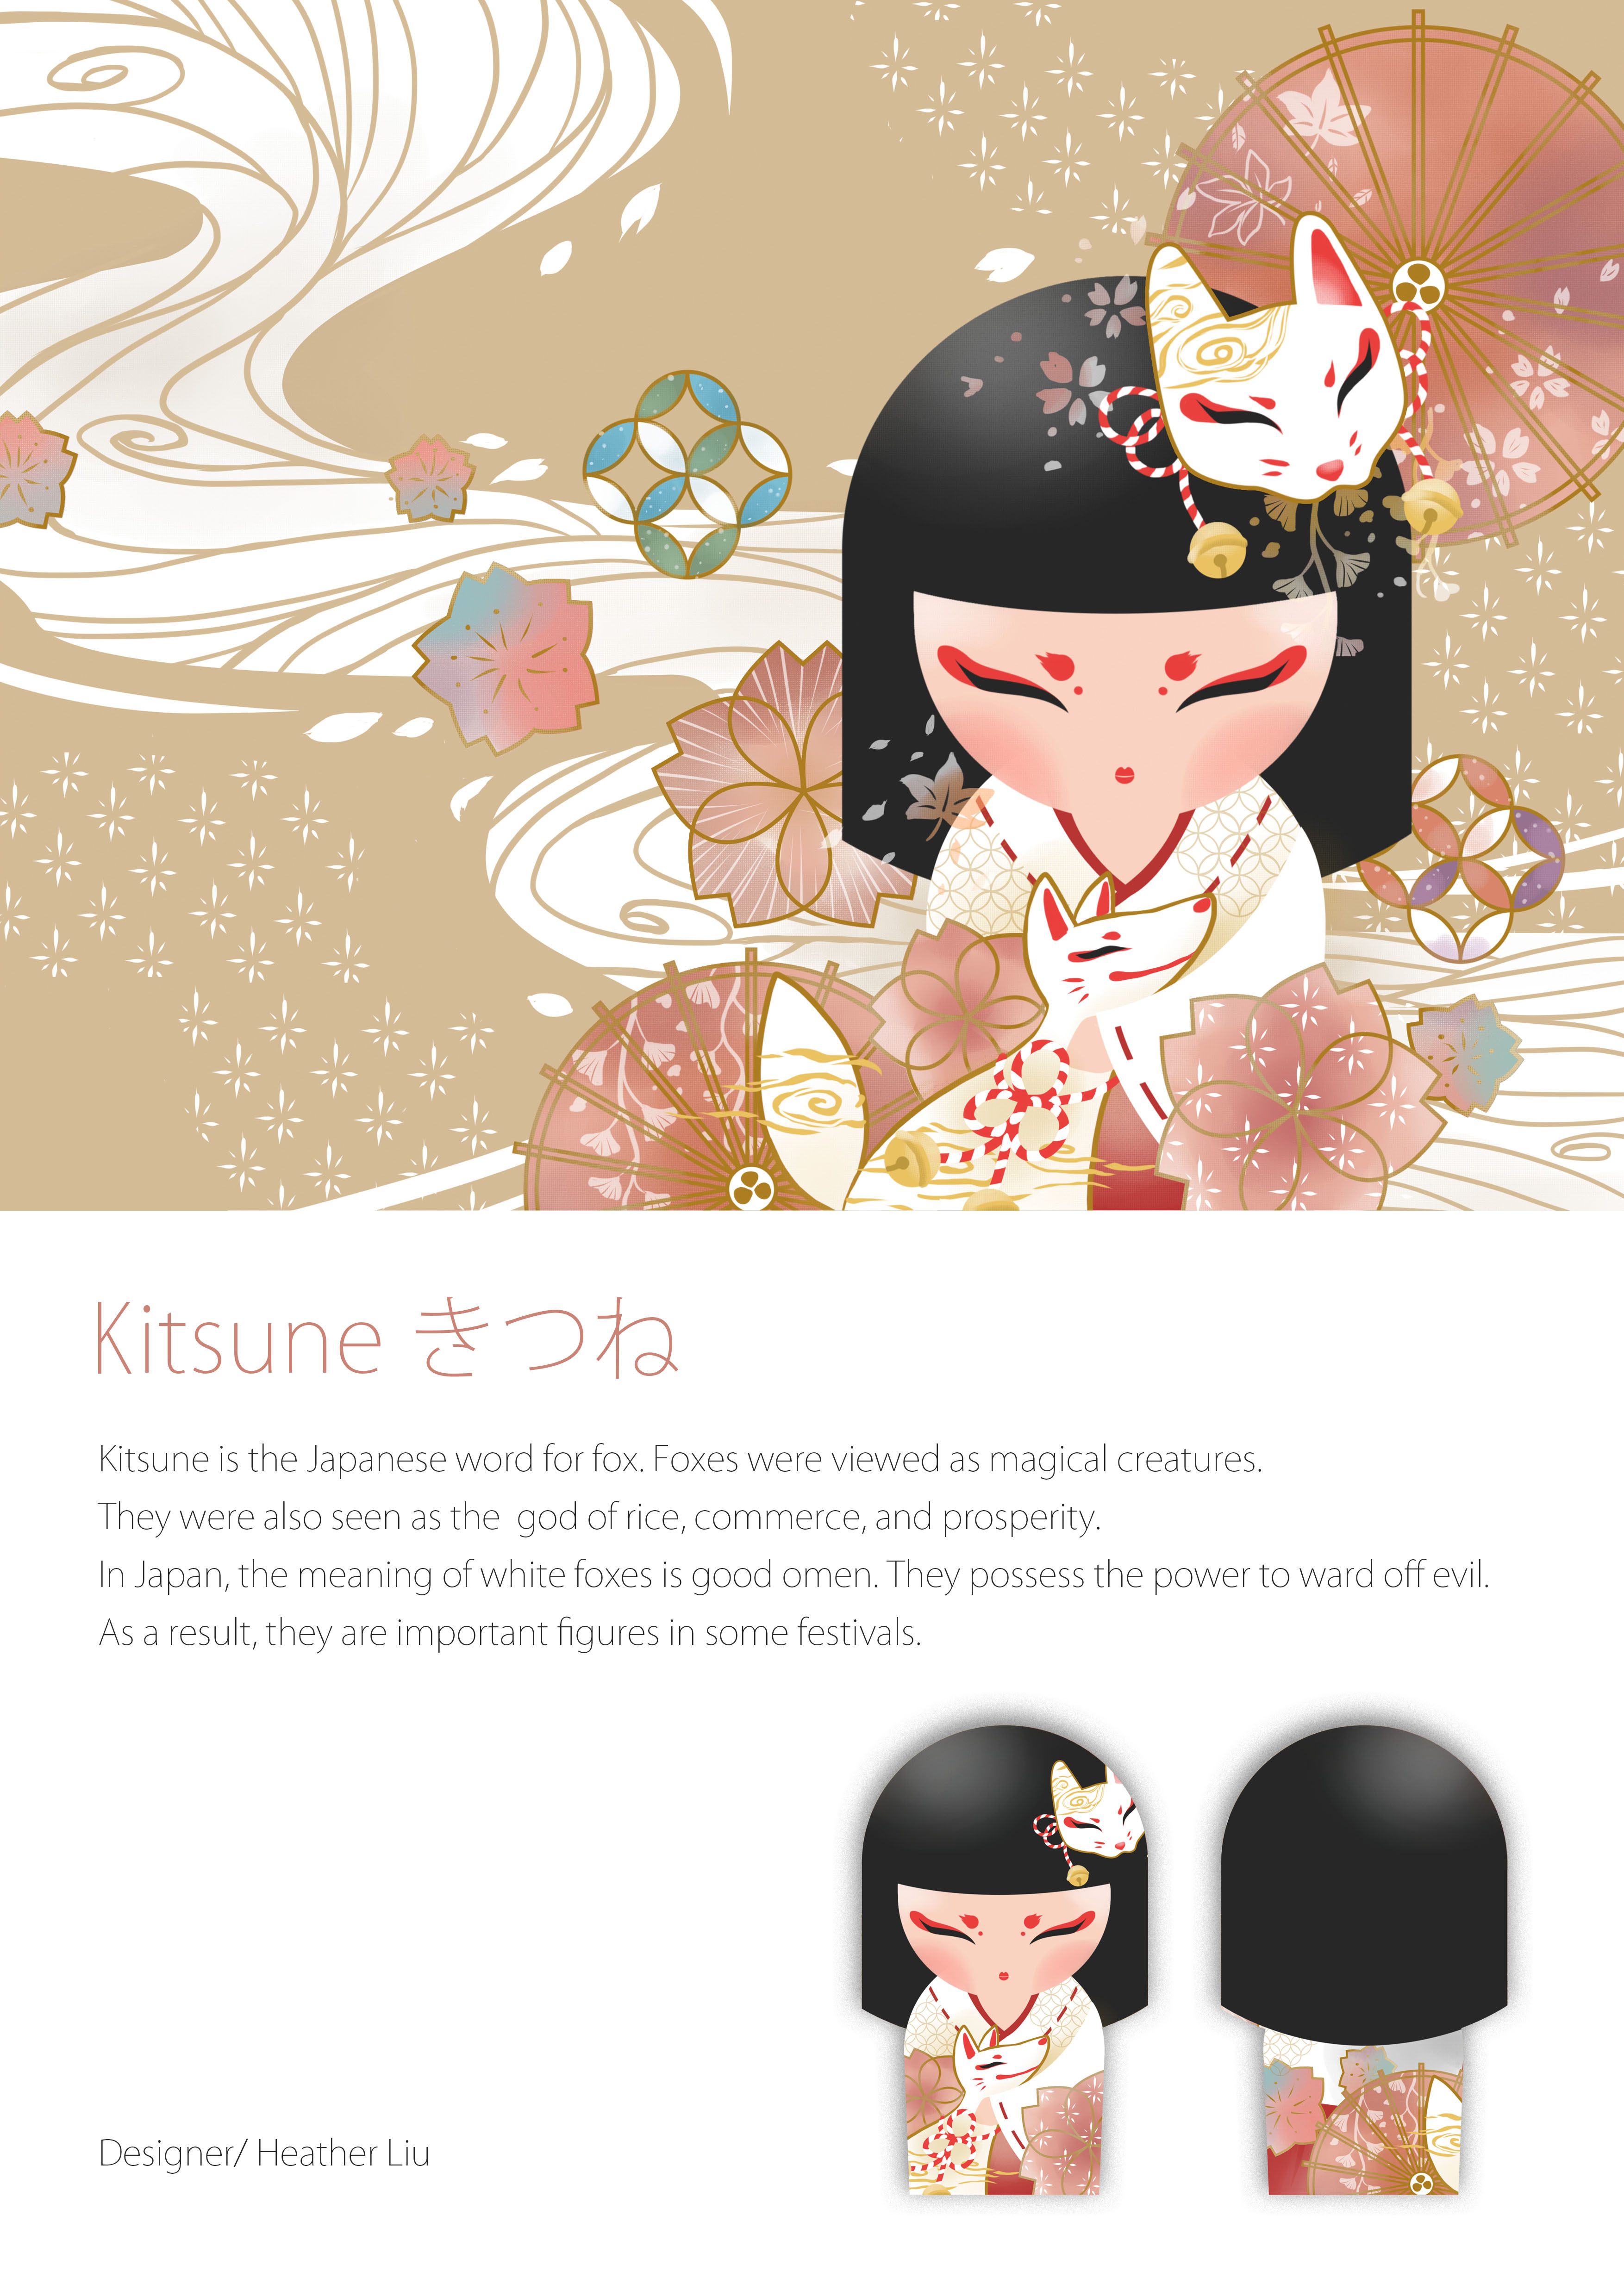 Kitsune きつね
Kitsune is the Japanese word for fox. Foxes were viewed as magical creatures.
They were also seen as the  god of rice, commerce, and prosperity.
In Japan, the meaning of white foxes is good omen. They possess the power to ward off evil.
As a result, they are important figures in some festivals.
Designer/ Heather Liu